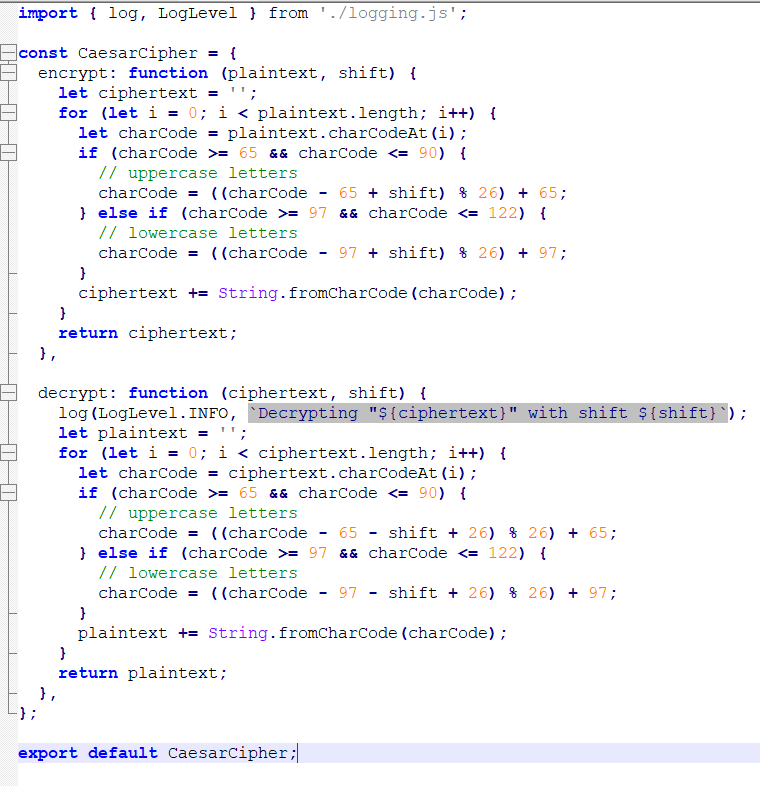 import { log, LogLevel } from './logging.js';

const CaesarCipher = {
  encrypt: function (plaintext, shift) {
    let ciphertext = '';
    for (let i = 0; i < plaintext.length; i++) {
      let charCode = plaintext.charCodeAt(i);
      if (charCode >= 65 && charCode <= 90) {
        // uppercase letters
        charCode = ((charCode - 65 + shift) % 26) + 65;
      } else if (charCode >= 97 && charCode <= 122) {
        // lowercase letters
        charCode = ((charCode - 97 + shift) % 26) + 97;
      }
      ciphertext += String.fromCharCode(charCode);
    }
    return ciphertext;
  },

  decrypt: function (ciphertext, shift) {
    log(LogLevel.INFO, `Decrypting "${ciphertext}" with shift ${shift}`);
    let plaintext = '';
    for (let i = 0; i < ciphertext.length; i++) {
      let charCode = ciphertext.charCodeAt(i);
      if (charCode >= 65 && charCode <= 90) {
        // uppercase letters
        charCode = ((charCode - 65 - shift + 26) % 26) + 65;
      } else if (charCode >= 97 && charCode <= 122) {
        // lowercase letters
        charCode = ((charCode - 97 - shift + 26) % 26) + 97;
      }
      plaintext += String.fromCharCode(charCode);
    }
    return plaintext;
  },
};

export default CaesarCipher;